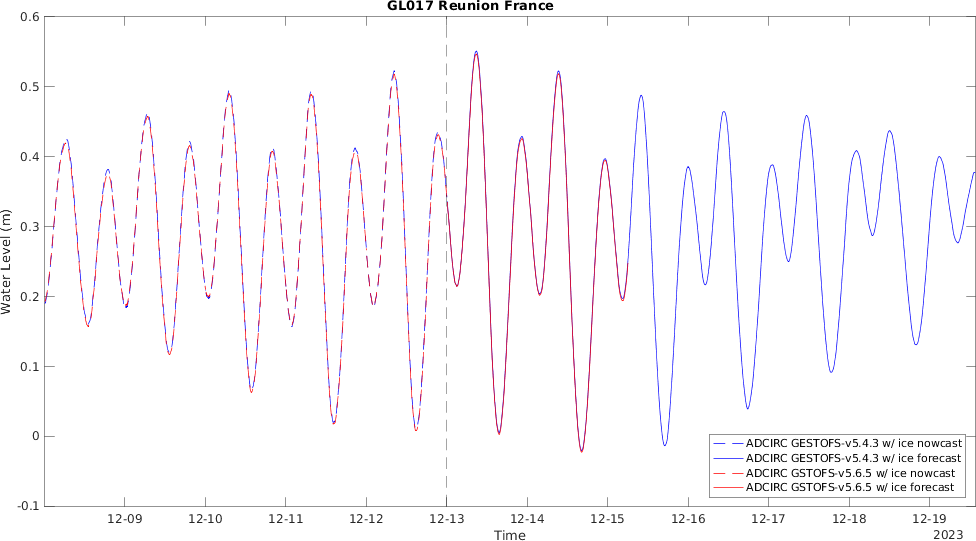 GL017 Reunion France
0.6
0.5
0.4
0.3
0.2
0.1
0
-0.1
Water Level (m)
ADCIRC GESTOFS-v5.4.3 w/ ice nowcast
ADCIRC GESTOFS-v5.4.3 w/ ice forecast
ADCIRC GSTOFS-v5.6.5 w/ ice nowcast
ADCIRC GSTOFS-v5.6.5 w/ ice forecast
12-09 12-10 12-11 12-12 12-13 12-14 12-15 12-16 12-17 12-18 12-19
Time
2023